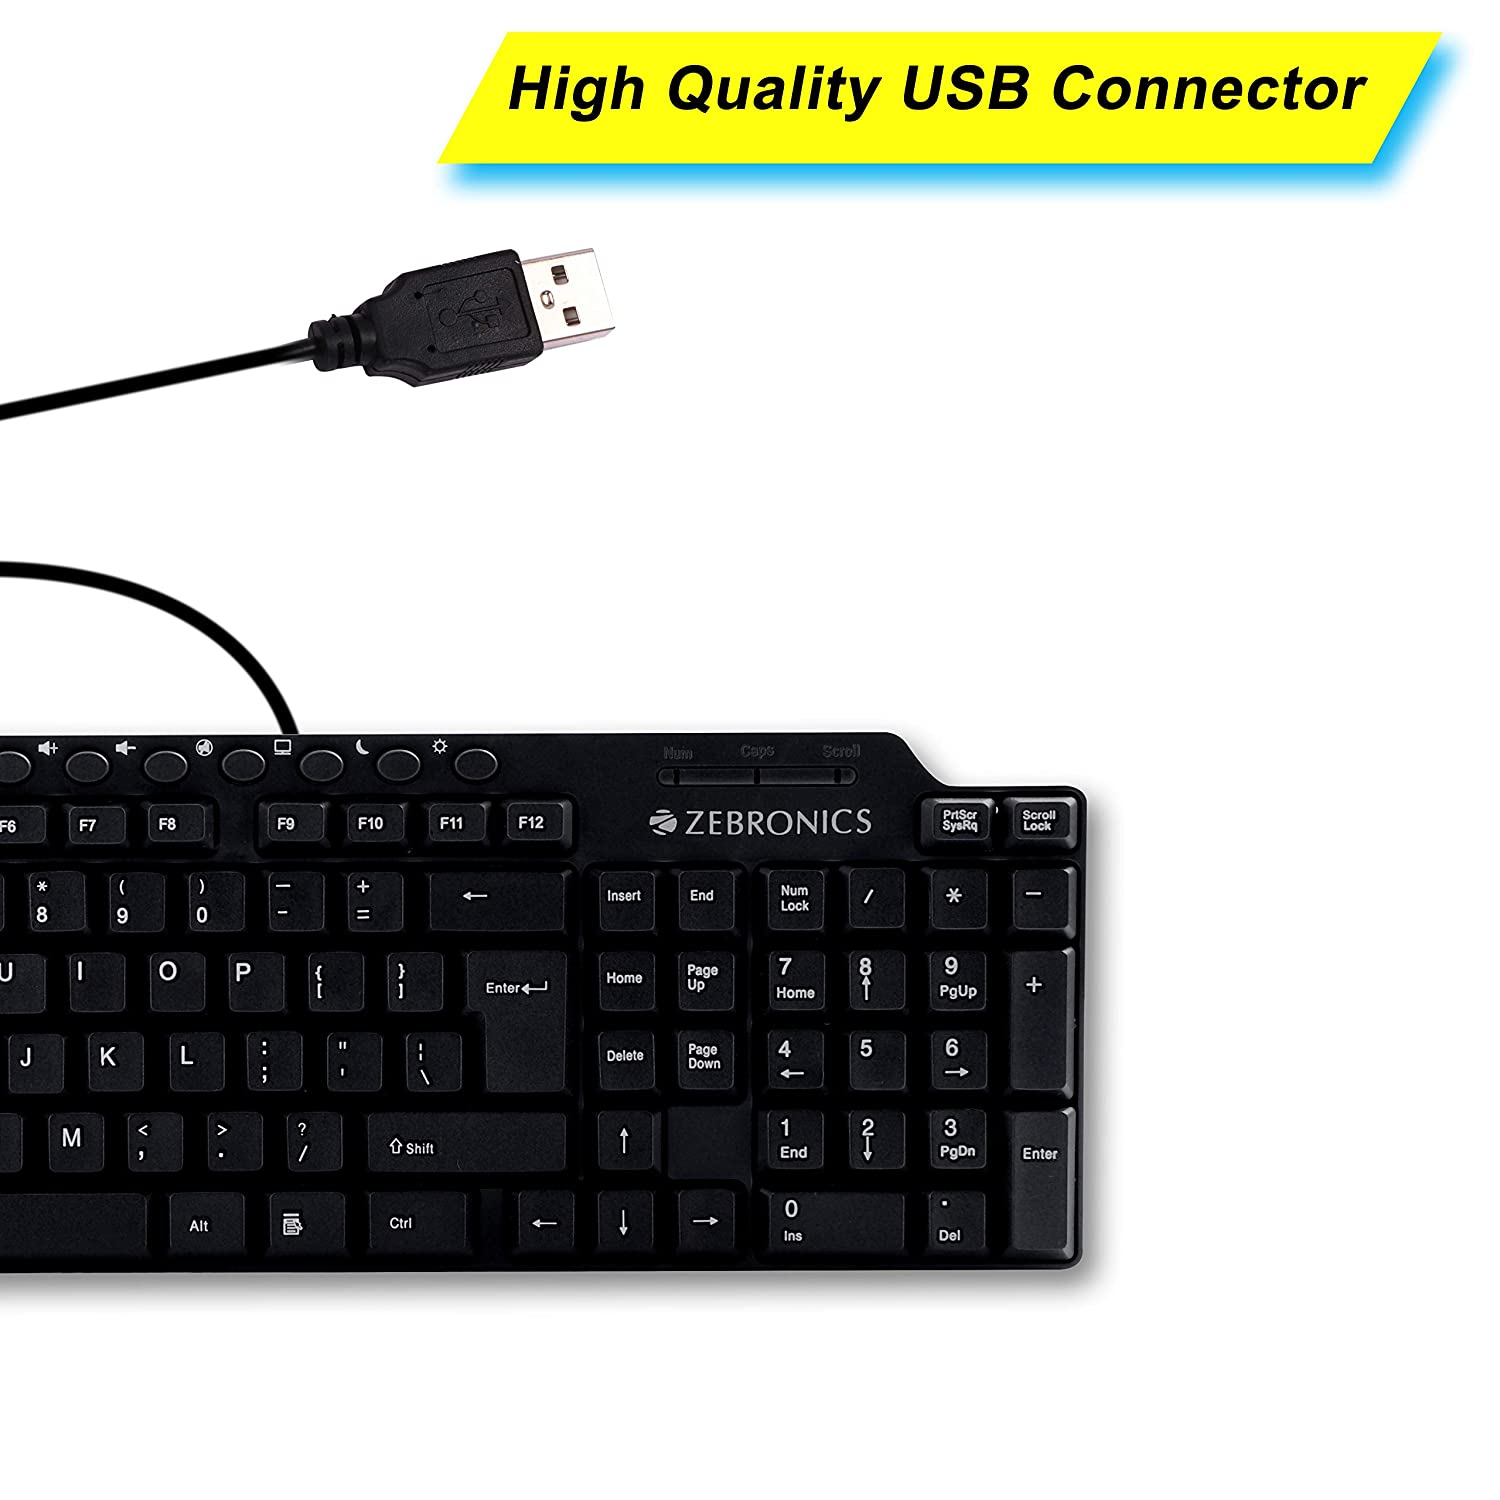 High Quality USB Connector
Num Caps Scroll
ZEBRONICS
F6 F7 F8 F9 F10 F11 F12
PrtScr
SysRq
Scroll
Lock
* ( ) — +
8 9 0 - = ←
Insert End
Num
Lock
/ * −
U I O P { }
[ ]
Enter
Home
Page
Up
7 8 9
Home ↑ PgUp
+
J K L : " ¦
; ' \
Delete
Page
Down
4 5 6
← →
M < > ?
, . /
Shift
↑
1 2 3
End ↓ PgDn
Enter
Alt Ctrl
← ↓ →
0 .
Ins Del